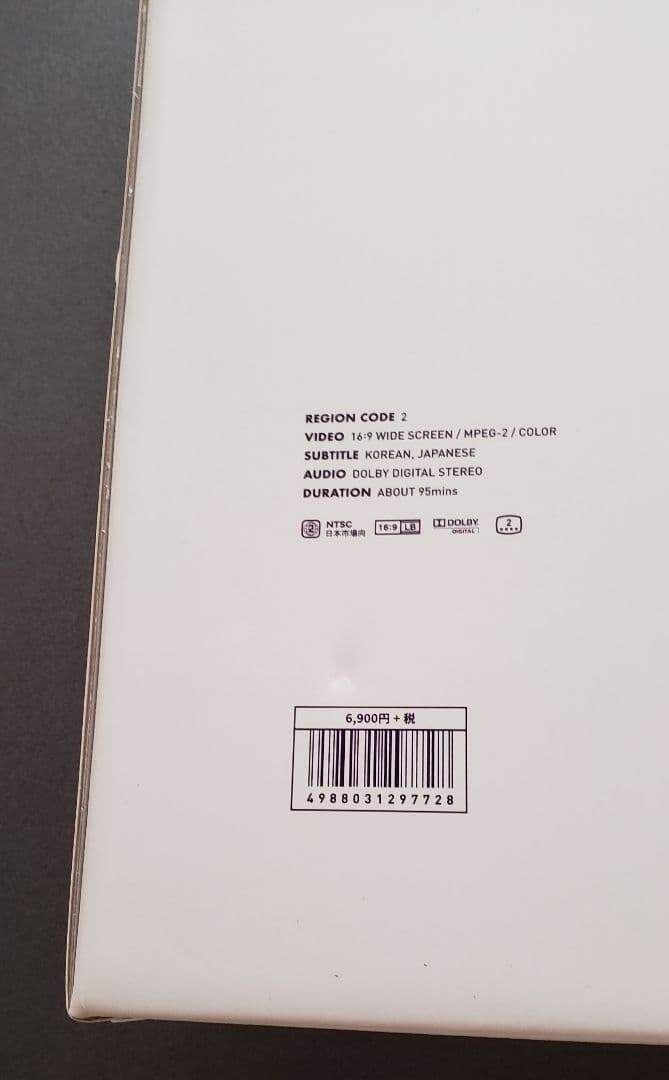 REGION CODE 2
VIDEO 16:9 WIDE SCREEN / MPEG-2 / COLOR
SUBTITLE KOREAN, JAPANESE
AUDIO DOLBY DIGITAL STEREO
DURATION ABOUT 95mins
2 NTSC 16:9 LB DOLBY 2
日本市場向 DIGITAL
6,900円 + 税
4988031297728